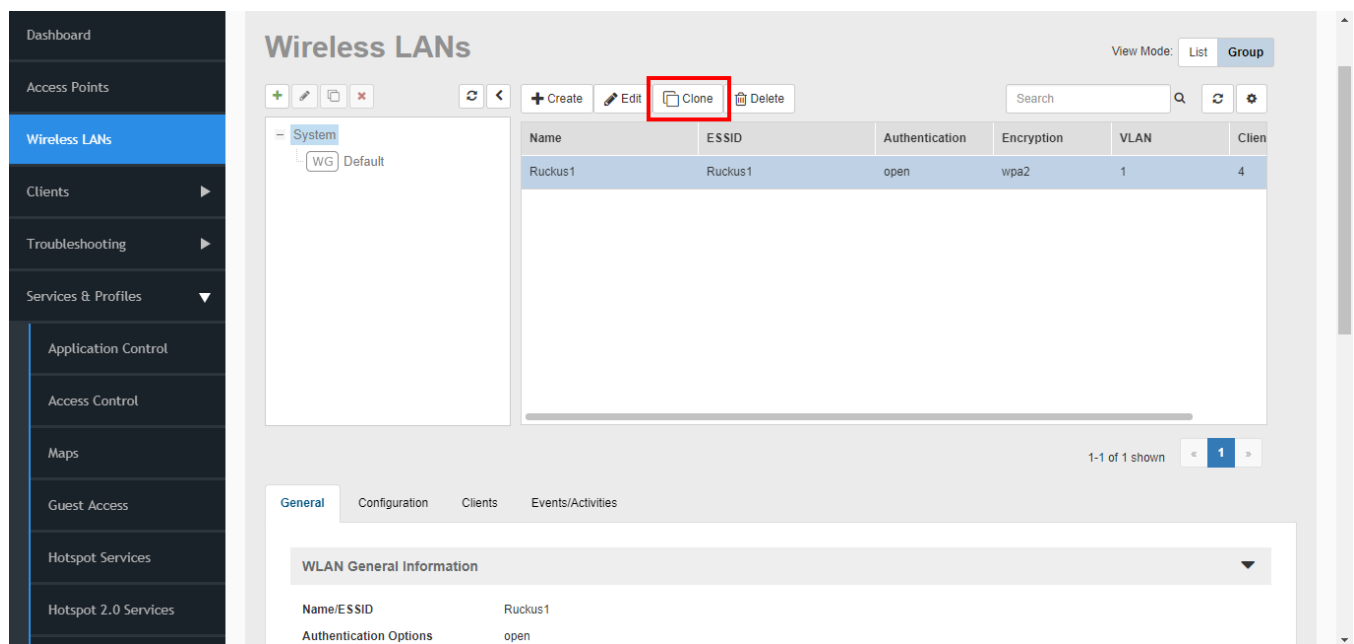 Dashboard
Access Points
Wireless LANs
Clients
Troubleshooting
Services & Profiles
Application Control
Access Control
Maps
Guest Access
Hotspot Services
Hotspot 2.0 Services
Wireless LANs
View Mode: List Group
Create Edit Clone Delete
Search
System
WG Default
Name ESSID Authentication Encryption VLAN Clien
Ruckus1 Ruckus1 open wpa2 1 4
1-1 of 1 shown « 1 »
General Configuration Clients Events/Activities
WLAN General Information
Name/ESSID Ruckus1
Authentication Options open